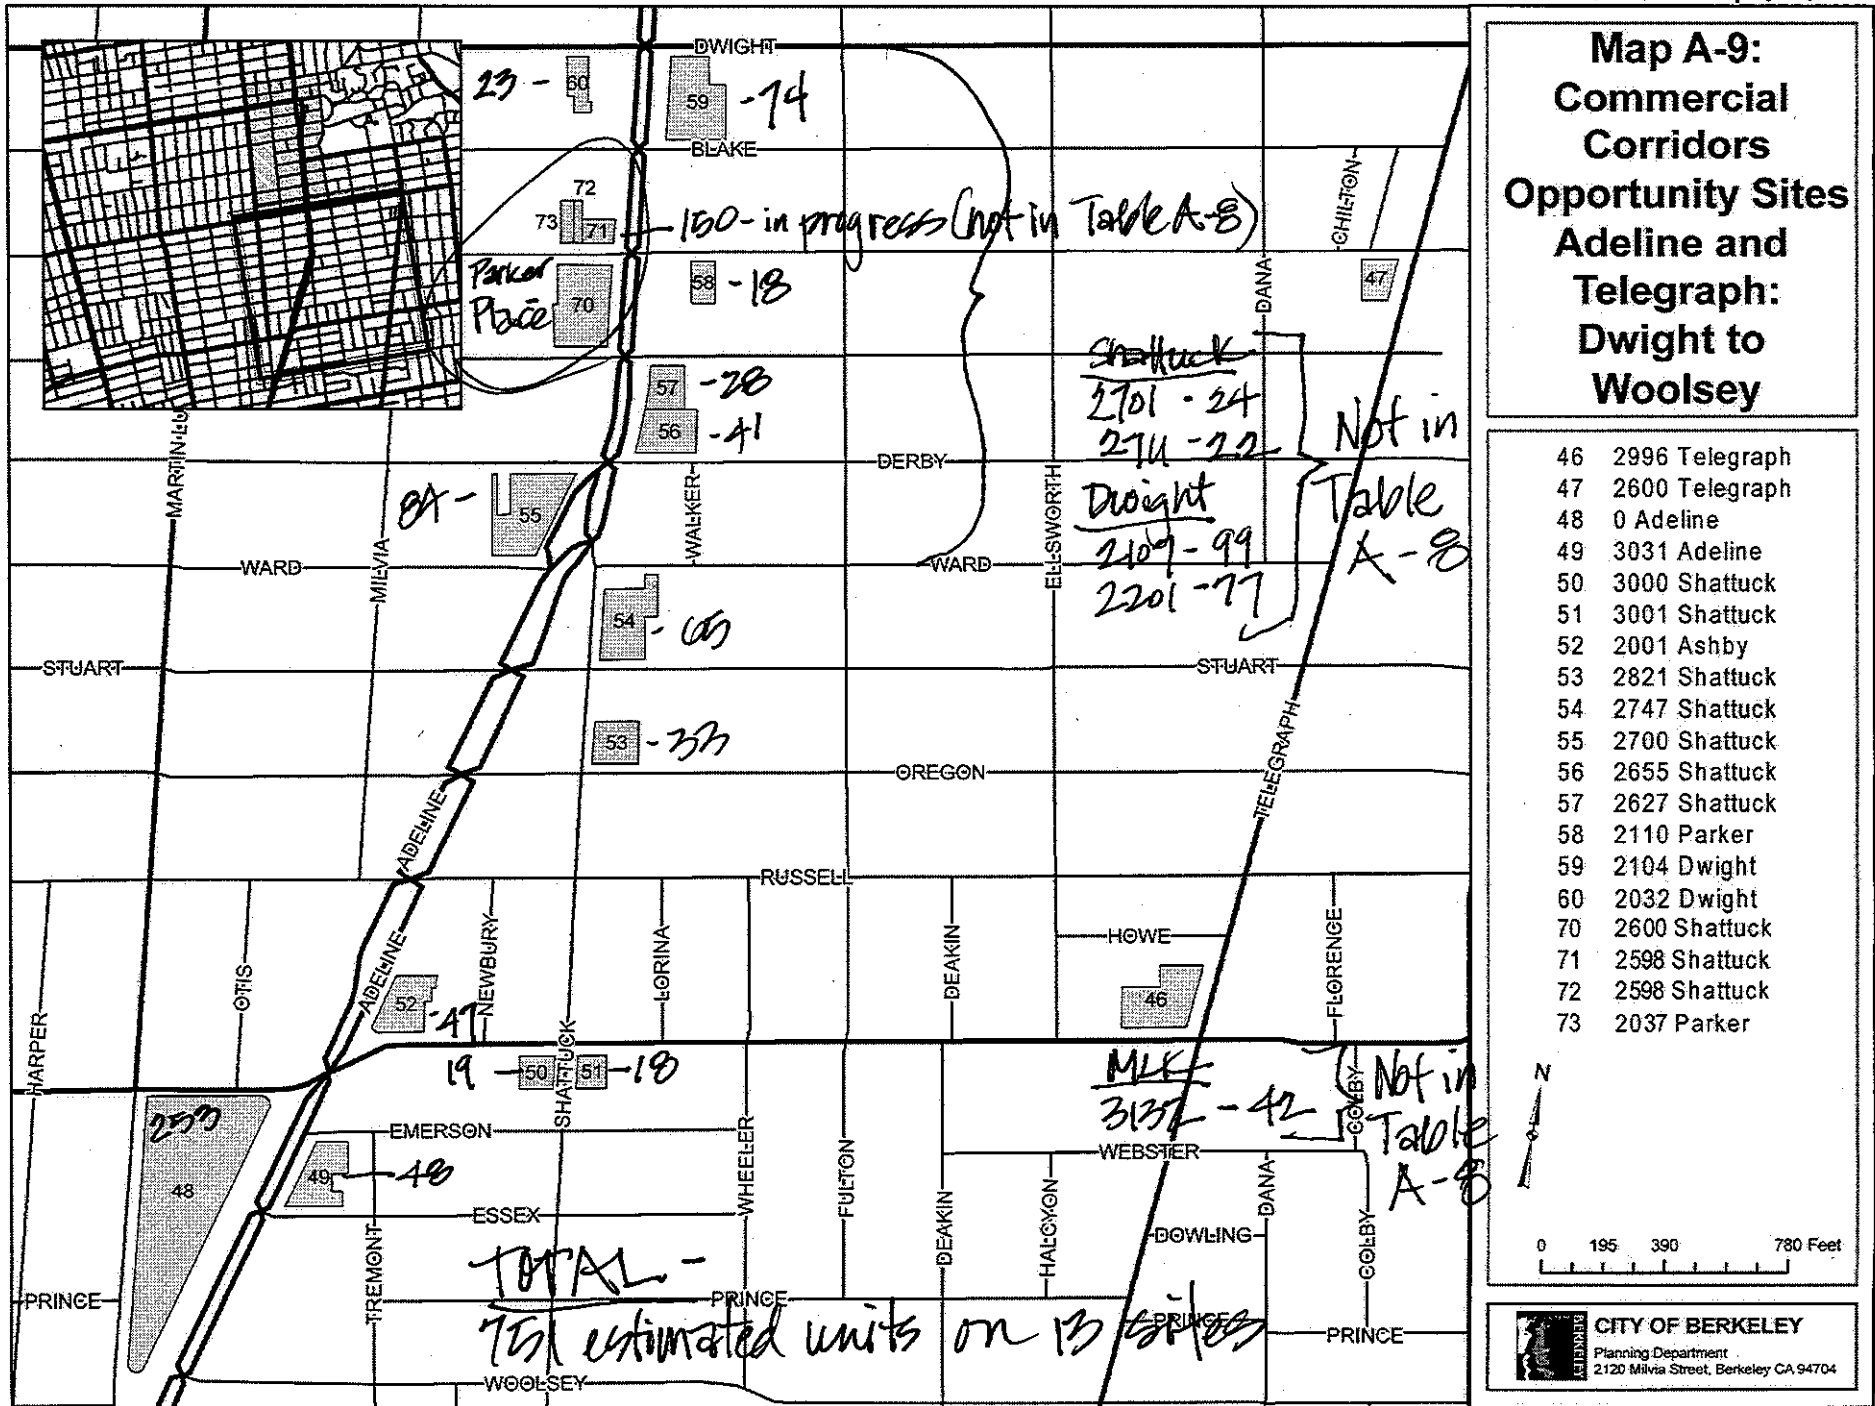 Map A-9:
Commercial
Corridors
Opportunity Sites
Adeline and
Telegraph:
Dwight to
Woolsey
46 2996 Telegraph
47 2600 Telegraph
48 0 Adeline
49 3031 Adeline
50 3000 Shattuck
51 3001 Shattuck
52 2001 Ashby
53 2821 Shattuck
54 2747 Shattuck
55 2700 Shattuck
56 2655 Shattuck
57 2627 Shattuck
58 2110 Parker
59 2104 Dwight
60 2032 Dwight
70 2600 Shattuck
71 2598 Shattuck
72 2598 Shattuck
73 2037 Parker
N
0 195 390 780 Feet
CITY OF BERKELEY
Planning Department
2120 Milvia Street, Berkeley CA 94704
BERKELEY
DWIGHT
23 - 60
59 - 74
BLAKE
CHILTON
72
73 71 - 150 - in progress (not in Table A-8)
Parker
Place
70
58 - 18
DANA
47
57 - 28
56 - 41
Shattuck
2701 - 24
2711 - 22
Dwight
2109 - 99
2201 - 77
Not in
Table
A-8
MARTIN LU
DERBY
84 - 55
WALKER
ELLSWORTH
MILVIA
WARD
WARD
54 - 65
STUART
STUART
53 - 33
TELEGRAPH
OREGON
ADELINE
RUSSELL
ADELINE
OTIS
HARPER
NEWBURY
LORINA
DEAKIN
HOWE
FLORENCE
52 - 47
46
SHATTUCK
19 - 50
51 - 18
MLK
3132 - 42
Not in
Table
A-8
COLBY
253
48
EMERSON
WEBSTER
49 - 48
WHEELER
FULTON
DEAKIN
HALCYON
DANA
COLBY
ESSEX
DOWLING
TREMONT
TOTAL -
751 estimated units on 13 sites
PRINCE
PRINCE
PRINCE
PRINCE
WOOLSEY